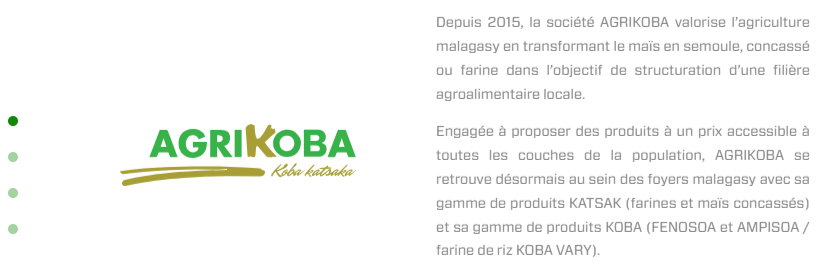 AGRIKOBA
Koba katsaka
Depuis 2015, la société AGRIKOBA valorise l'agriculture
malagasy en transformant le maïs en semoule, concassé
ou farine dans l'objectif de structuration d'une filière
agroalimentaire locale.
Engagée à proposer des produits à un prix accessible à
toutes les couches de la population, AGRIKOBA se
retrouve désormais au sein des foyers malagasy avec sa
gamme de produits KATSAK (farines et maïs concassés)
et sa gamme de produits KOBA (FENOSOA et AMPISOA /
farine de riz KOBA VARY).